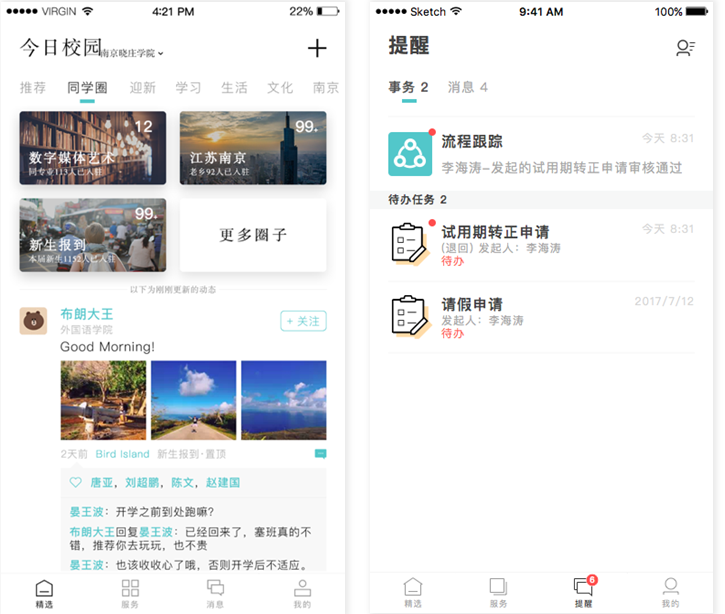 VIRGIN 4:21 PM 22%
今日校园 南京晓庄学院
推荐 同学圈 迎新 学习 生活 文化 南京
12
数字媒体艺术
同专业113人已入驻
99.
江苏南京
老乡92人已入驻
99.
新生报到
本届新生1152人已入驻
更多圈子
以下为刚刚更新的动态
布朗大王
外国语学院
+ 关注
Good Morning!
2天前 Bird Island 新生报到·置顶
唐亚，刘超鹏，陈文，赵建国
晏王波：开学之前到处跑嘛?
布朗大王回复晏王波：已经回来了，塞班真的不
错，推荐你去玩玩，也不贵
晏王波：也该收收心了哦，否则开学后不适应。
精选 服务 消息 我的
Sketch 9:41 AM 100%
提醒
事务 2 消息 4
流程跟踪 今天 8:31
李海涛-发起的试用期转正申请审核通过
待办任务 2
试用期转正申请 今天 8:31
(退回) 发起人：李海涛
待办
请假申请 2017/7/12
发起人：李海涛
待办
6
精选 服务 提醒 我的